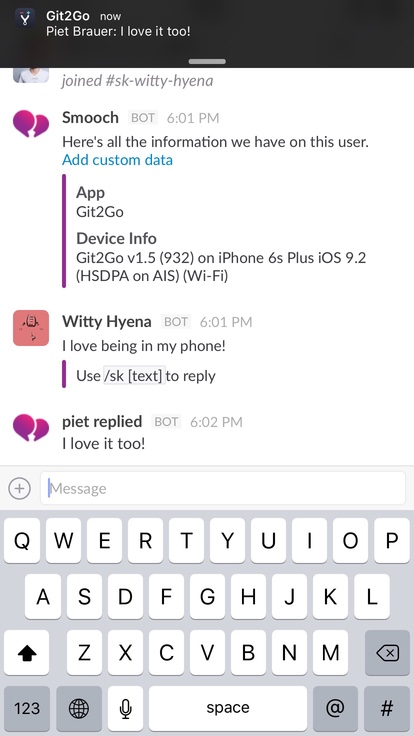 Git2Go now
Piet Brauer: I love it too!
joined #sk-witty-hyena
Smooch BOT 6:01 PM
Here's all the information we have on this user.
Add custom data
App
Git2Go
Device Info
Git2Go v1.5 (932) on iPhone 6s Plus iOS 9.2
(HSDPA on AIS) (Wi-Fi)
Witty Hyena BOT 6:01 PM
I love being in my phone!
Use /sk [text] to reply
piet replied BOT 6:02 PM
I love it too!
Message
Q W E R T Y U I O P
A S D F G H J K L
Z X C V B N M
123 space @ #